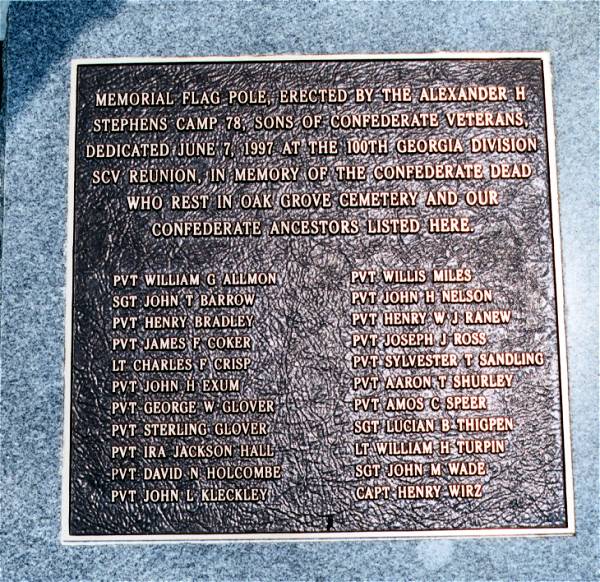 MEMORIAL FLAG POLE, ERECTED BY THE ALEXANDER H
STEPHENS CAMP 78, SONS OF CONFEDERATE VETERANS,
DEDICATED JUNE 7, 1997 AT THE 100TH GEORGIA DIVISION
SCV REUNION, IN MEMORY OF THE CONFEDERATE DEAD
WHO REST IN OAK GROVE CEMETERY AND OUR
CONFEDERATE ANCESTORS LISTED HERE.
PVT WILLIAM G ALLMON
SGT JOHN T BARROW
PVT HENRY BRADLEY
PVT JAMES F COKER
LT CHARLES F CRISP
PVT JOHN H EXUM
PVT GEORGE W GLOVER
PVT STERLING GLOVER
PVT IRA JACKSON HALL
PVT DAVID N HOLCOMBE
PVT JOHN L KLECKLEY
PVT WILLIS MILES
PVT JOHN H NELSON
PVT HENRY W J RANEW
PVT JOSEPH J ROSS
PVT SYLVESTER T SANDLING
PVT AARON T SHURLEY
PVT AMOS C SPEER
SGT LUCIAN B THIGPEN
LT WILLIAM H TURPIN
SGT JOHN M WADE
CAPT HENRY WIRZ